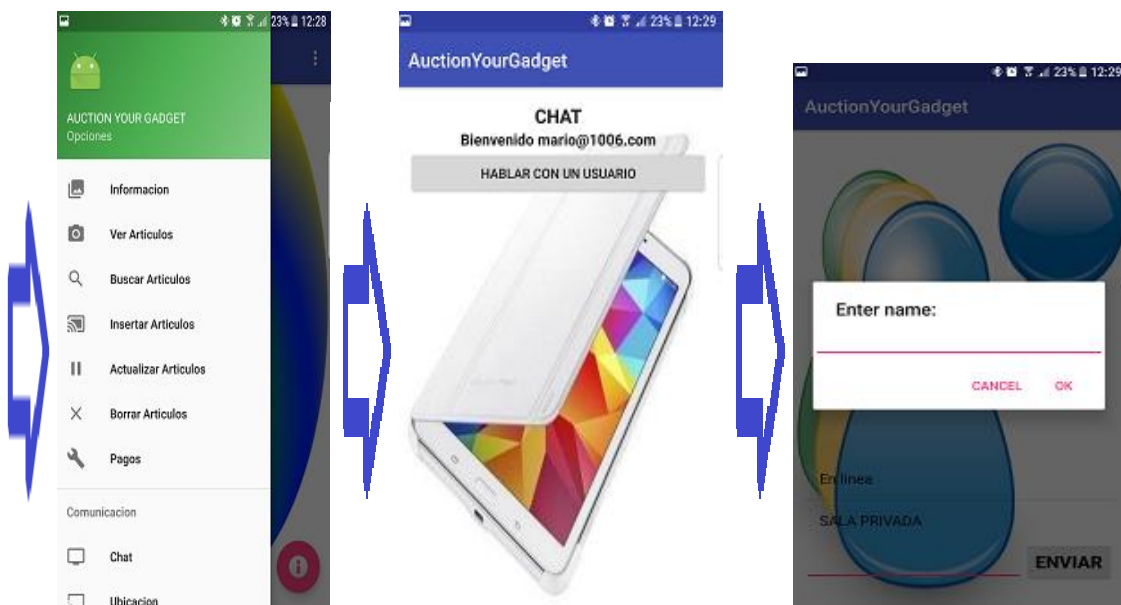 23% 12:28
AUCTION YOUR GADGET
Opciones
Informacion
Ver Articulos
Buscar Articulos
Insertar Articulos
Actualizar Articulos
Borrar Articulos
Pagos
Comunicacion
Chat
Ubicacion
23% 12:29
AuctionYourGadget
CHAT
Bienvenido mario@1006.com
HABLAR CON UN USUARIO
23% 12:29
AuctionYourGadget
Enter name:
CANCEL OK
En linea
SALA PRIVADA
ENVIAR